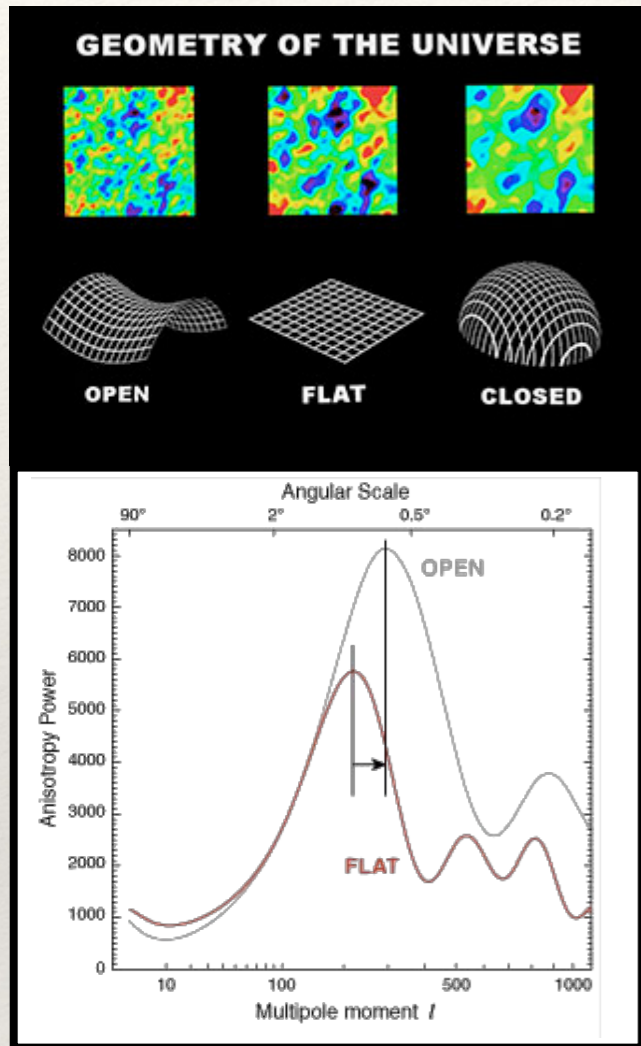 GEOMETRY OF THE UNIVERSE
OPEN FLAT CLOSED
Angular Scale
90° 2° 0.5° 0.2°
8000
7000
6000
5000
4000
3000
2000
1000
0
Anisotropy Power
OPEN
FLAT
10 100 500 1000
Multipole moment l